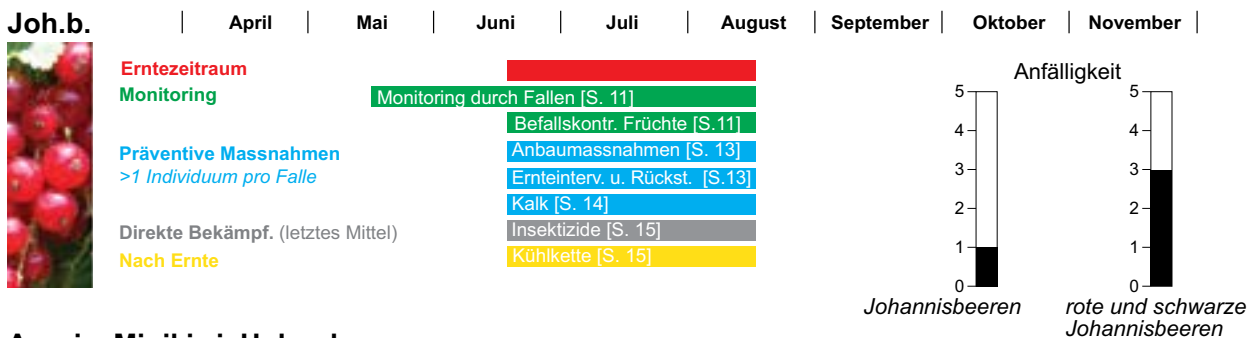 Joh.b. | April | Mai | Juni | Juli | August | September | Oktober | November |
Erntezeitraum
Monitoring
Monitoring durch Fallen [S. 11]
Befallskontr. Früchte [S.11]
Präventive Massnahmen
>1 Individuum pro Falle
Anbaumassnahmen [S. 13]
Ernteinterv. u. Rückst. [S.13]
Kalk [S. 14]
Direkte Bekämpf. (letztes Mittel)
Insektizide [S. 15]
Nach Ernte
Kühlkette [S. 15]
Anfälligkeit
5
4
3
2
1
0
Johannisbeeren
5
4
3
2
1
0
rote und schwarze
Johannisbeeren